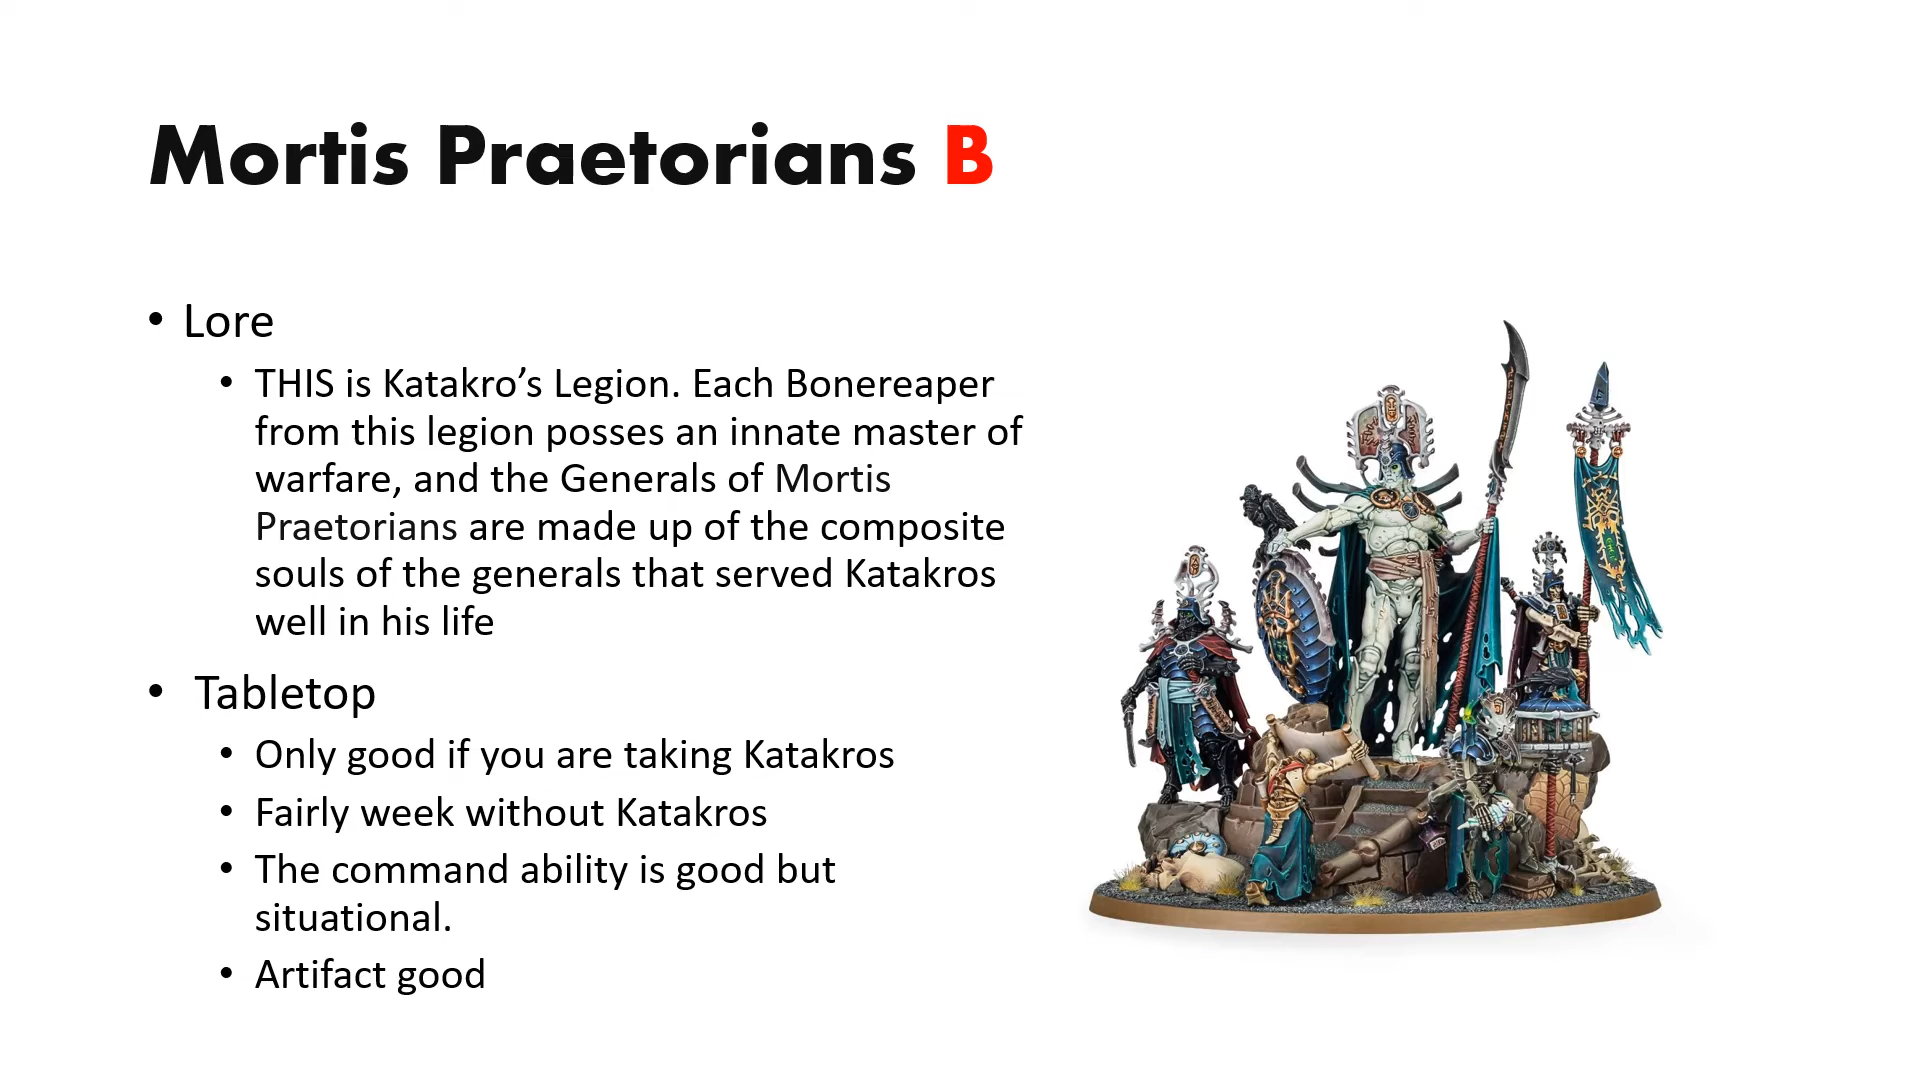 Mortis Praetorians B
• Lore
• THIS is Katakro’s Legion. Each Bonereaper
from this legion posses an innate master of
warfare, and the Generals of Mortis
Praetorians are made up of the composite
souls of the generals that served Katakros
well in his life
• Tabletop
• Only good if you are taking Katakros
• Fairly week without Katakros
• The command ability is good but
situational.
• Artifact good